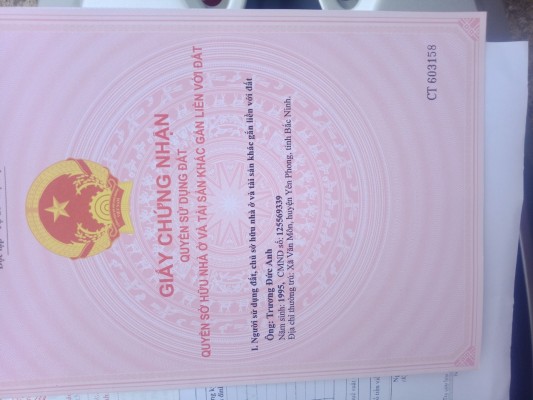 GIẤY CHỨNG NHẬN
QUYỀN SỬ DỤNG ĐẤT
QUYỀN SỞ HỮU NHÀ Ở VÀ TÀI SẢN KHÁC GẮN LIỀN VỚI ĐẤT
I. Người sử dụng đất, chủ sở hữu nhà ở và tài sản khác gắn liền với đất
Ông: Trương Đức Anh
Năm sinh: 1995, CMND số: 125569339
Địa chỉ thường trú: Xã Văn Môn, huyện Yên Phong, tỉnh Bắc Ninh.
CT 603158